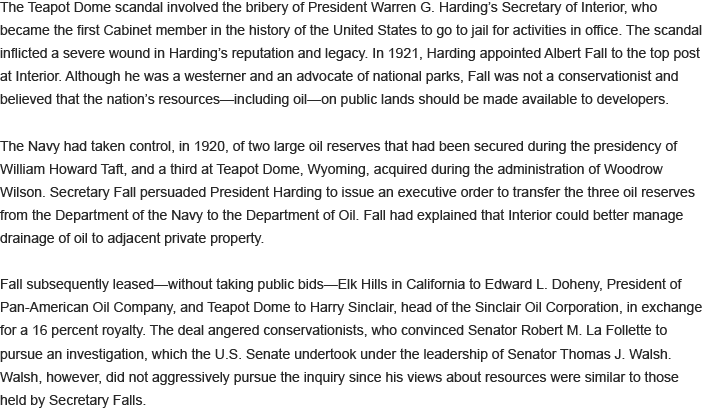 The Teapot Dome scandal involved the bribery of President Warren G. Harding’s Secretary of Interior, who
became the first Cabinet member in the history of the United States to go to jail for activities in office. The scandal
inflicted a severe wound in Harding’s reputation and legacy. In 1921, Harding appointed Albert Fall to the top post
at Interior. Although he was a westerner and an advocate of national parks, Fall was not a conservationist and
believed that the nation’s resources—including oil—on public lands should be made available to developers.
The Navy had taken control, in 1920, of two large oil reserves that had been secured during the presidency of
William Howard Taft, and a third at Teapot Dome, Wyoming, acquired during the administration of Woodrow
Wilson. Secretary Fall persuaded President Harding to issue an executive order to transfer the three oil reserves
from the Department of the Navy to the Department of Oil. Fall had explained that Interior could better manage
drainage of oil to adjacent private property.
Fall subsequently leased—without taking public bids—Elk Hills in California to Edward L. Doheny, President of
Pan-American Oil Company, and Teapot Dome to Harry Sinclair, head of the Sinclair Oil Corporation, in exchange
for a 16 percent royalty. The deal angered conservationists, who convinced Senator Robert M. La Follette to
pursue an investigation, which the U.S. Senate undertook under the leadership of Senator Thomas J. Walsh.
Walsh, however, did not aggressively pursue the inquiry since his views about resources were similar to those
held by Secretary Falls.